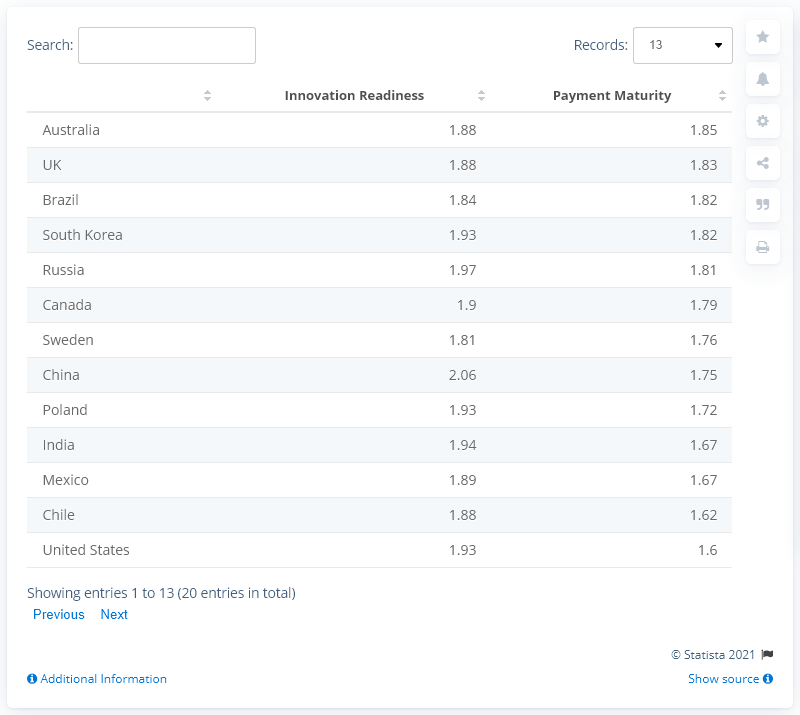 Search:
Records: 13
Innovation Readiness Payment Maturity
Australia 1.88 1.85
UK 1.88 1.83
Brazil 1.84 1.82
South Korea 1.93 1.82
Russia 1.97 1.81
Canada 1.9 1.79
Sweden 1.81 1.76
China 2.06 1.75
Poland 1.93 1.72
India 1.94 1.67
Mexico 1.89 1.67
Chile 1.88 1.62
United States 1.93 1.6
Showing entries 1 to 13 (20 entries in total)
Previous Next
© Statista 2021
Additional Information Show source